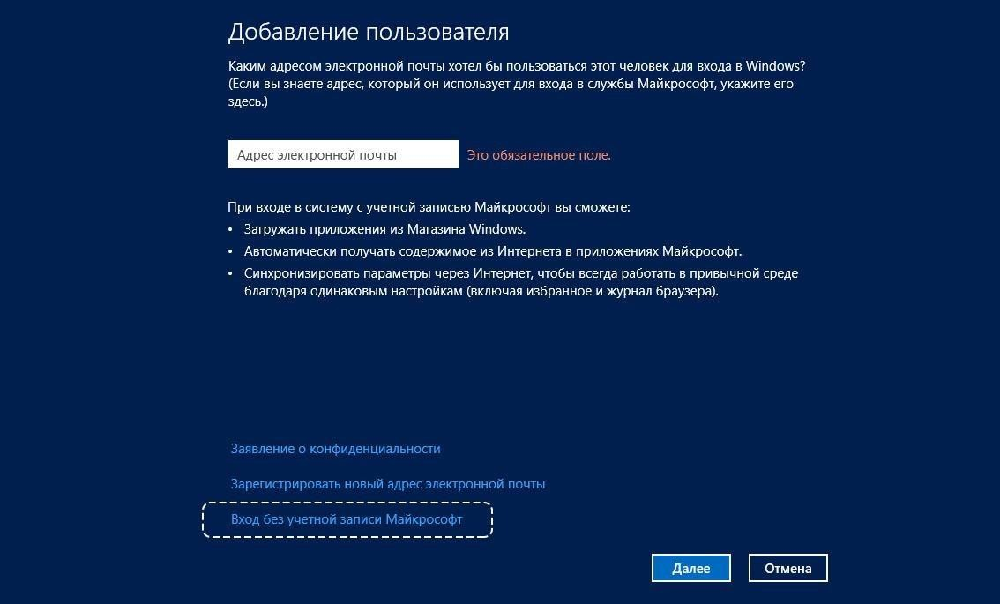 Добавление пользователя
Каким адресом электронной почты хотел бы пользоваться этот человек для входа в Windows?
(Если вы знаете адрес, который он использует для входа в службы Майкрософт, укажите его
здесь.)
Адрес электронной почты Это обязательное поле.
При входе в систему с учетной записью Майкрософт вы сможете:
• Загружать приложения из Магазина Windows.
• Автоматически получать содержимое из Интернета в приложениях Майкрософт.
• Синхронизировать параметры через Интернет, чтобы всегда работать в привычной среде
благодаря одинаковым настройкам (включая избранное и журнал браузера).
Заявление о конфиденциальности
Зарегистрировать новый адрес электронной почты
Вход без учетной записи Майкрософт
Далее Отмена